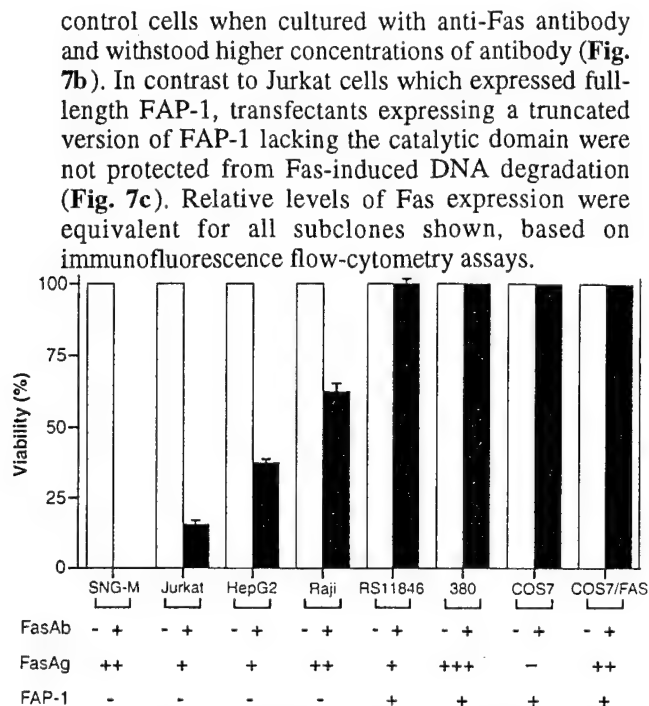 control cells when cultured with anti-Fas antibody
and withstood higher concentrations of antibody (Fig.
7b). In contrast to Jurkat cells which expressed full-
length FAP-1, transfectants expressing a truncated
version of FAP-1 lacking the catalytic domain were
not protected from Fas-induced DNA degradation
(Fig. 7c). Relative levels of Fas expression were
equivalent for all subclones shown, based on
immunofluorescence flow-cytometry assays.
100
75
50
25
0
Viability (%)
SNG-M Jurkat HepG2 Raji RS11846 380 COS7 COS7/FAS
FasAb - + - + - + - + - + - + - + - +
FasAg ++ + + ++ + +++ – ++
FAP-1 - - - - + + + +